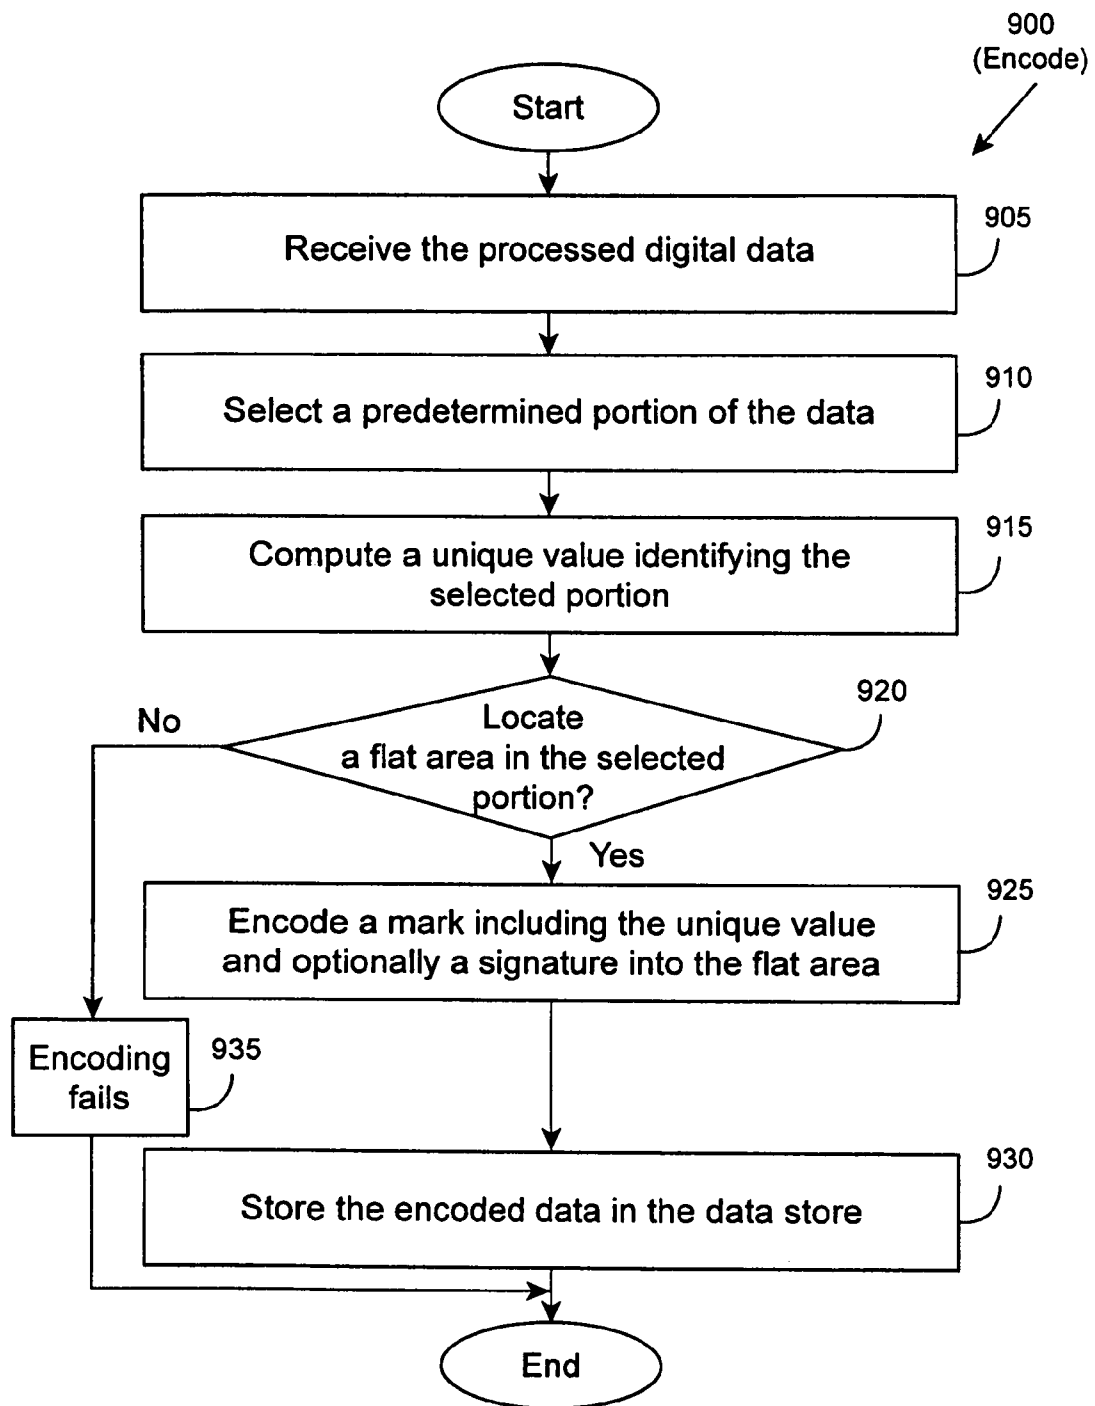 900
(Encode)
Start
Receive the processed digital data
905
Select a predetermined portion of the data
910
Compute a unique value identifying the
selected portion
915
Locate
a flat area in the selected
portion?
920
No
Yes
Encode a mark including the unique value
and optionally a signature into the flat area
925
Encoding
fails
935
Store the encoded data in the data store
930
End